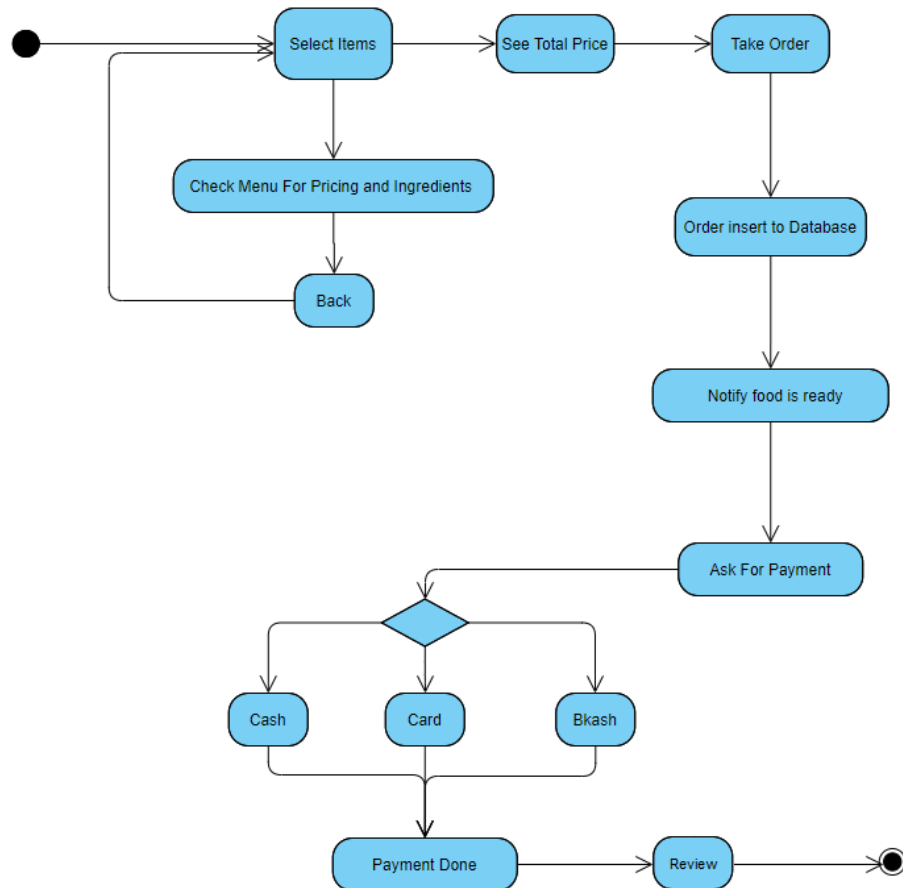 Select Items
See Total Price
Take Order
Check Menu For Pricing and Ingredients
Order insert to Database
Back
Notify food is ready
Ask For Payment
Cash
Card
Bkash
Payment Done
Review